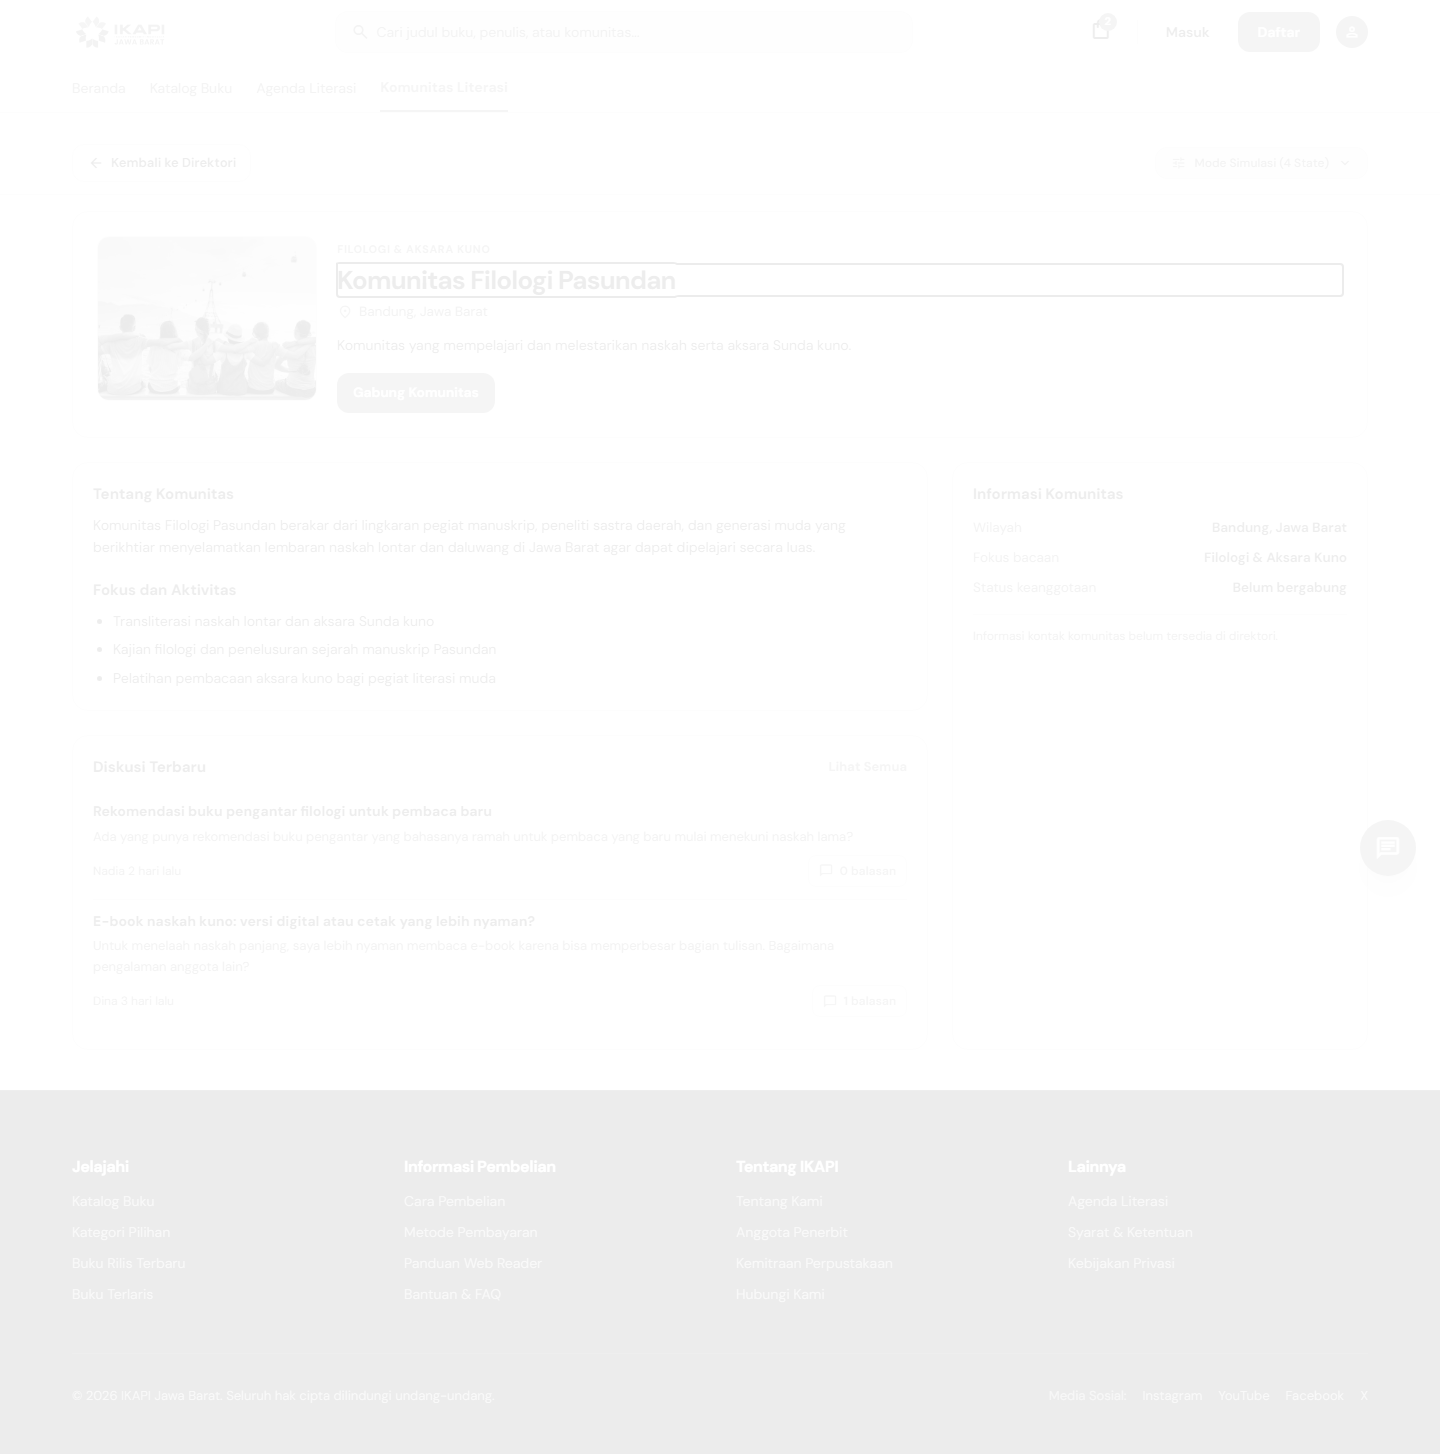 IKAPI
JAWA BARAT
Cari judul buku, penulis, atau komunitas...
2
Masuk
Daftar
Beranda
Katalog Buku
Agenda Literasi
Komunitas Literasi
Kembali ke Direktori
Mode Simulasi (4 State)
FILOLOGI & AKSARA KUNO
Komunitas Filologi Pasundan
Bandung, Jawa Barat
Komunitas yang mempelajari dan melestarikan naskah serta aksara Sunda kuno.
Gabung Komunitas
Tentang Komunitas
Komunitas Filologi Pasundan berakar dari lingkaran pegiat manuskrip, peneliti sastra daerah, dan generasi muda yang
berikhtiar menyelamatkan lembaran naskah lontar dan daluwang di Jawa Barat agar dapat dipelajari secara luas.
Fokus dan Aktivitas
Transliterasi naskah lontar dan aksara Sunda kuno
Kajian filologi dan penelusuran sejarah manuskrip Pasundan
Pelatihan pembacaan aksara kuno bagi pegiat literasi muda
Informasi Komunitas
Wilayah
Bandung, Jawa Barat
Fokus bacaan
Filologi & Aksara Kuno
Status keanggotaan
Belum bergabung
Informasi kontak komunitas belum tersedia di direktori.
Diskusi Terbaru
Lihat Semua
Rekomendasi buku pengantar filologi untuk pembaca baru
Ada yang punya rekomendasi buku pengantar yang bahasanya ramah untuk pembaca yang baru mulai menekuni naskah lama?
Nadia 2 hari lalu
0 balasan
E-book naskah kuno: versi digital atau cetak yang lebih nyaman?
Untuk menelaah naskah panjang, saya lebih nyaman membaca e-book karena bisa memperbesar bagian tulisan. Bagaimana
pengalaman anggota lain?
Dina 3 hari lalu
1 balasan
Jelajahi
Katalog Buku
Kategori Pilihan
Buku Rilis Terbaru
Buku Terlaris
Informasi Pembelian
Cara Pembelian
Metode Pembayaran
Panduan Web Reader
Bantuan & FAQ
Tentang IKAPI
Tentang Kami
Anggota Penerbit
Kemitraan Perpustakaan
Hubungi Kami
Lainnya
Agenda Literasi
Syarat & Ketentuan
Kebijakan Privasi
© 2026 IKAPI Jawa Barat. Seluruh hak cipta dilindungi undang-undang.
Media Sosial:
Instagram
YouTube
Facebook
X